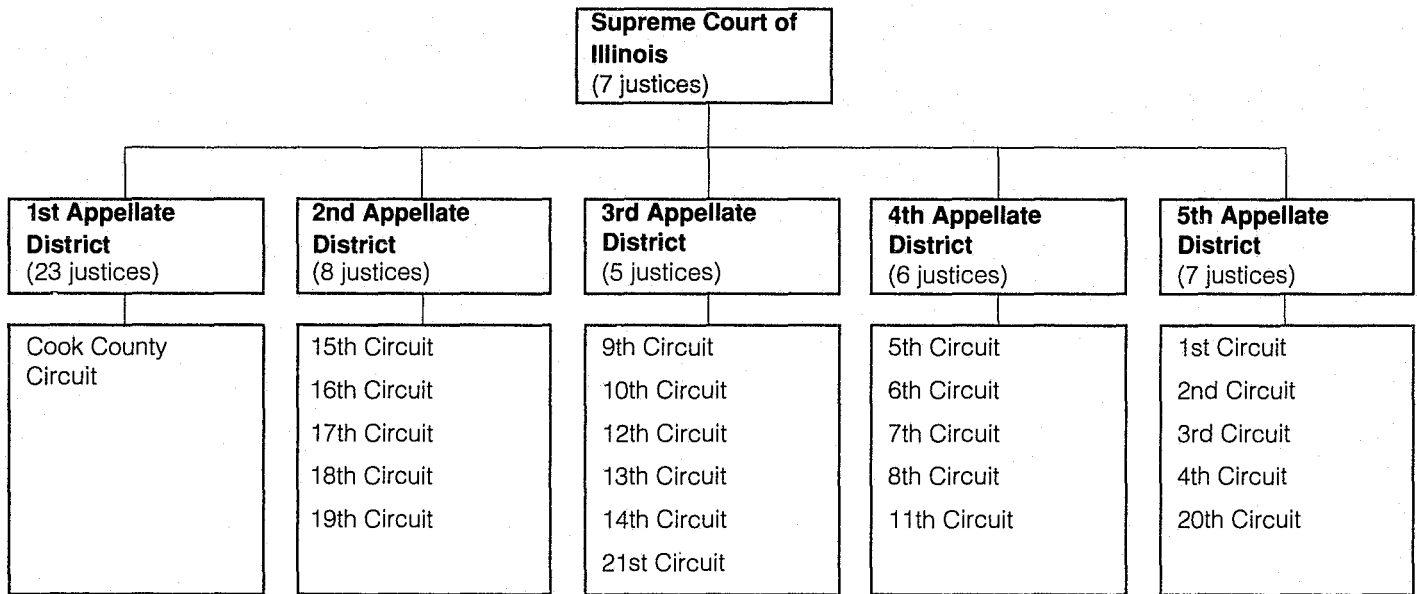 Supreme Court of
Illinois
(7 justices)
1st Appellate
District
(23 justices)
2nd Appellate
District
(8 justices)
3rd Appellate
District
(5 justices)
4th Appellate
District
(6 justices)
5th Appellate
District
(7 justices)
Cook County
Circuit
15th Circuit
16th Circuit
17th Circuit
18th Circuit
19th Circuit
9th Circuit
10th Circuit
12th Circuit
13th Circuit
14th Circuit
21st Circuit
5th Circuit
6th Circuit
7th Circuit
8th Circuit
11th Circuit
1st Circuit
2nd Circuit
3rd Circuit
4th Circuit
20th Circuit